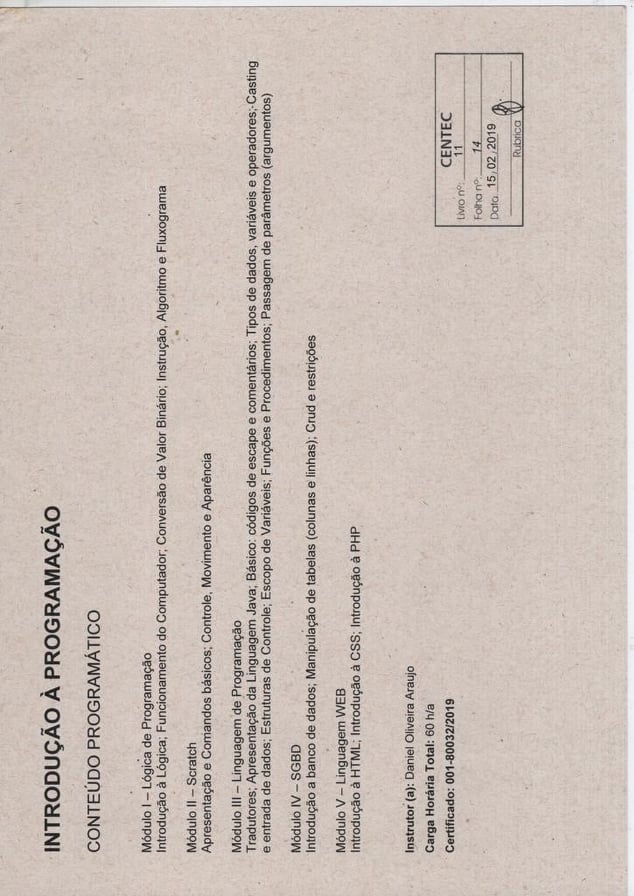 INTRODUÇÃO À PROGRAMAÇÃO
CONTEÚDO PROGRAMÁTICO
Módulo I – Lógica de Programação
Introdução à Lógica; Funcionamento do Computador; Conversão de Valor Binário; Instrução, Algoritmo e Fluxograma
Módulo II – Scratch
Apresentação e Comandos básicos; Controle, Movimento e Aparência
Módulo III – Linguagem de Programação
Tradutores; Apresentação da Linguagem Java; Básico: códigos de escape e comentários; Tipos de dados, variáveis e operadores; Casting
e entrada de dados; Estruturas de Controle; Escopo de Variáveis; Funções e Procedimentos; Passagem de parâmetros (argumentos)
Módulo IV – SGBD
Introdução a banco de dados; Manipulação de tabelas (colunas e linhas); Crud e restrições
Módulo V – Linguagem WEB
Introdução à HTML; Introdução à CSS; Introdução à PHP
Instrutor (a): Daniel Oliveira Araujo
Carga Horária Total: 60 h/a
Certificado: 001-80032/2019
CENTEC
Livro nº: 11
Folha nº: 14
Data 15/02/2019
Rubrica